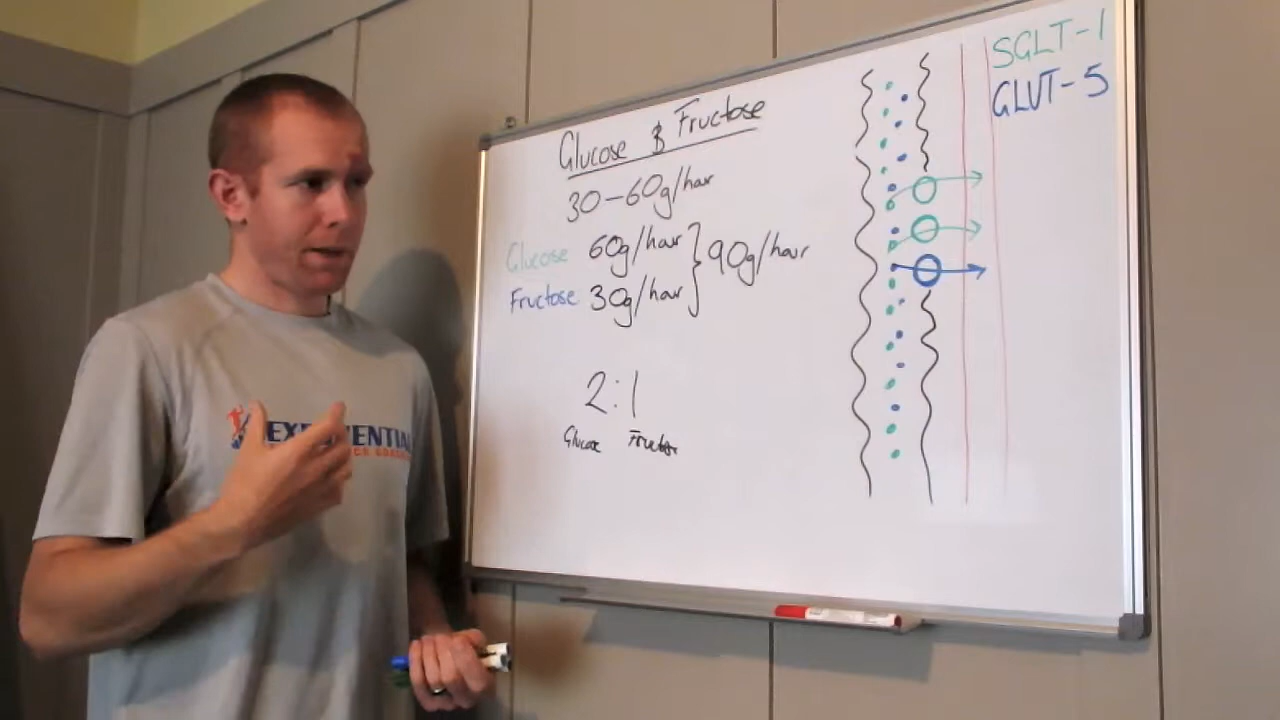 Glucose & Fructose
30-60g/hour
Glucose 60g/hour
Fructose 30g/hour
90g/hour
2:1
Glucose Fructose
SGLT-1
GLUT-5